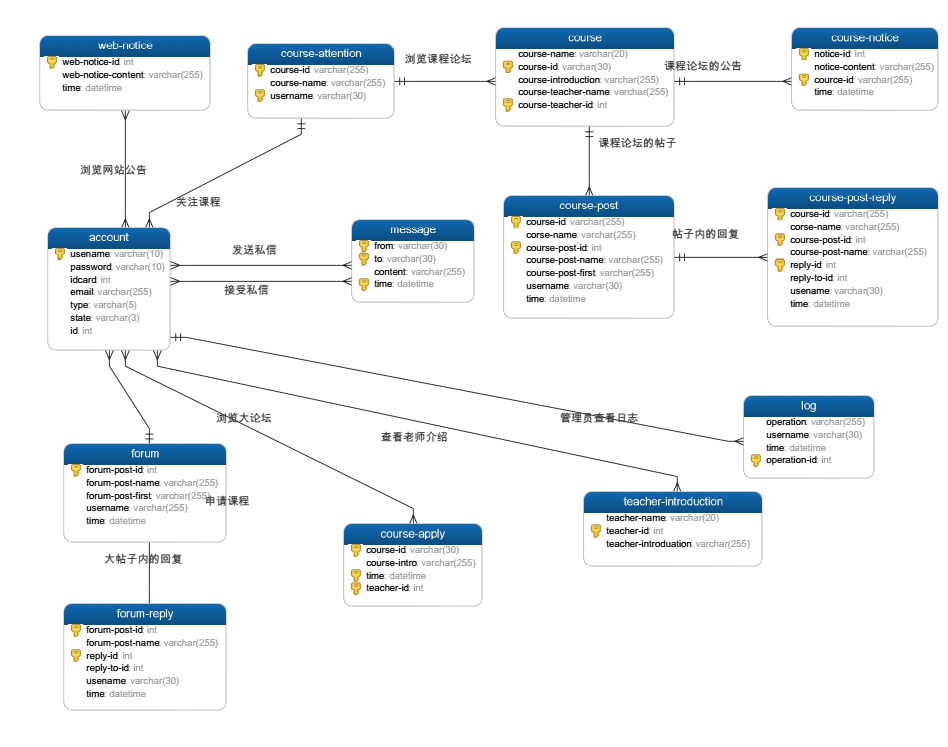 web-notice
web-notice-id: int
web-notice-content: varchar(255)
time: datetime
course-attention
course-id: varchar(255)
course-name: varchar(255)
username: varchar(30)
浏览课程论坛
course
course-name: varchar(20)
course-id: varchar(30)
course-introduction: varchar(255)
course-teacher-name: varchar(255)
course-teacher-id: int
课程论坛的公告
course-notice
notice-id: int
notice-content: varchar(255)
cource-id: varchar(255)
time: datetime
浏览网站公告
关注课程
课程论坛的帖子
account
usename: varchar(10)
password: varchar(10)
idcard: int
email: varchar(255)
type: varchar(5)
state: varchar(3)
id: int
发送私信
接受私信
message
from: varchar(30)
to: varchar(30)
content: varchar(255)
time: datetime
course-post
course-id: varchar(255)
corse-name: varchar(255)
course-post-id: int
course-post-name: varchar(255)
course-post-first: varchar(255)
username: varchar(30)
time: datetime
帖子内的回复
course-post-reply
course-id: varchar(255)
corse-name: varchar(255)
course-post-id: int
course-post-name: varchar(255)
reply-id: int
reply-to-id: int
usename: varchar(30)
time: datetime
浏览大论坛
查看老师介绍
管理员查看日志
log
operation: varchar(255)
username: varchar(30)
time: datetime
operation-id: int
forum
forum-post-id: int
forum-post-name: varchar(255)
forum-post-first: varchar(255)
username: varchar(255)
time: datetime
申请课程
大帖子内的回复
course-apply
course-id: varchar(30)
course-intro: varchar(255)
time: datetime
teacher-id: int
teacher-introduction
teacher-name: varchar(20)
teacher-id: int
teacher-introduation: varchar(255)
forum-reply
forum-post-id: int
forum-post-name: varchar(255)
reply-id: int
reply-to-id: int
usename: varchar(30)
time: datetime